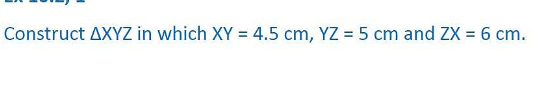 Construct ΔXYZ in which XY = 4.5 cm, YZ = 5 cm and ZX = 6 cm.